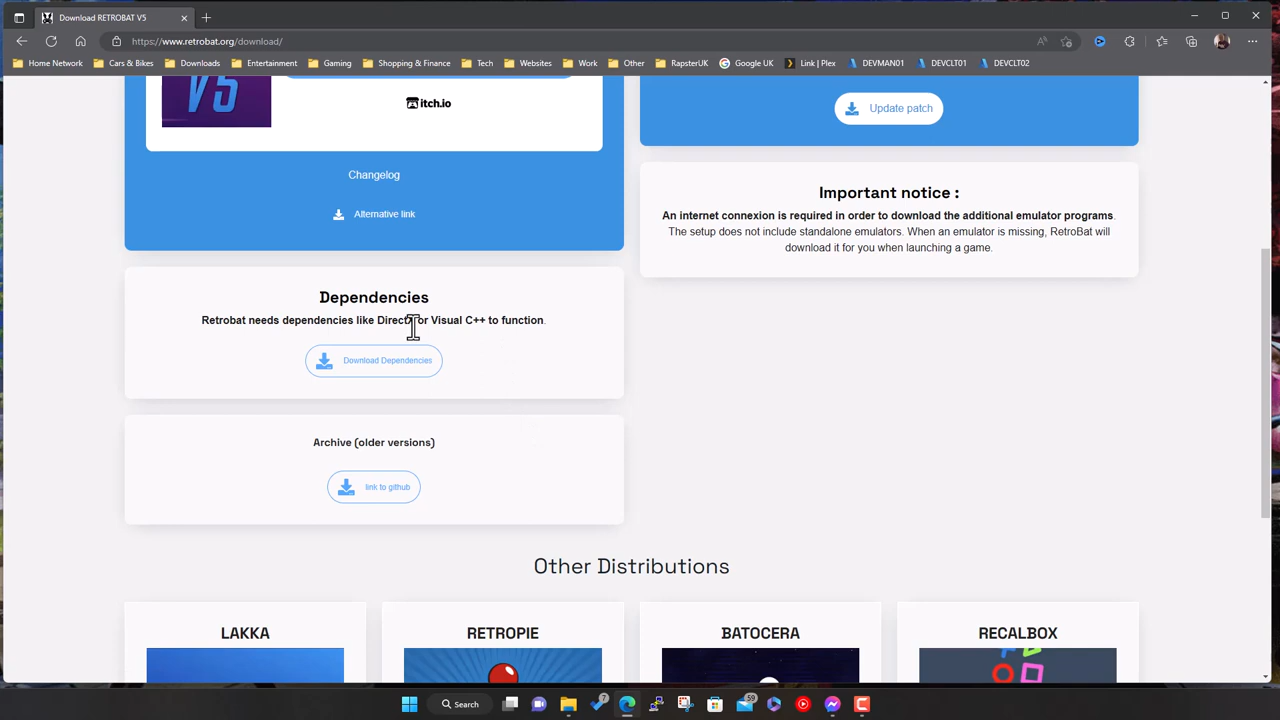 Download RETROBAT V5
https://www.retrobat.org/download/
Home Network
Cars & Bikes
Downloads
Entertainment
Gaming
Shopping & Finance
Tech
Websites
Work
Other
RapsterUK
Google UK
Link | Plex
DEVMAN01
DEVCLT01
DEVCLT02
V5
itch.io
Changelog
Alternative link
Update patch
Important notice :
An internet connexion is required in order to download the additional emulator programs.
The setup does not include standalone emulators. When an emulator is missing, RetroBat will
download it for you when launching a game.
Dependencies
Retrobat needs dependencies like or Visual C++ to function.
Download Dependencies
Archive (older versions)
link to github
Other Distributions
LAKKA
RETROPIE
BATOCERA
RECALBOX
Search
7
59